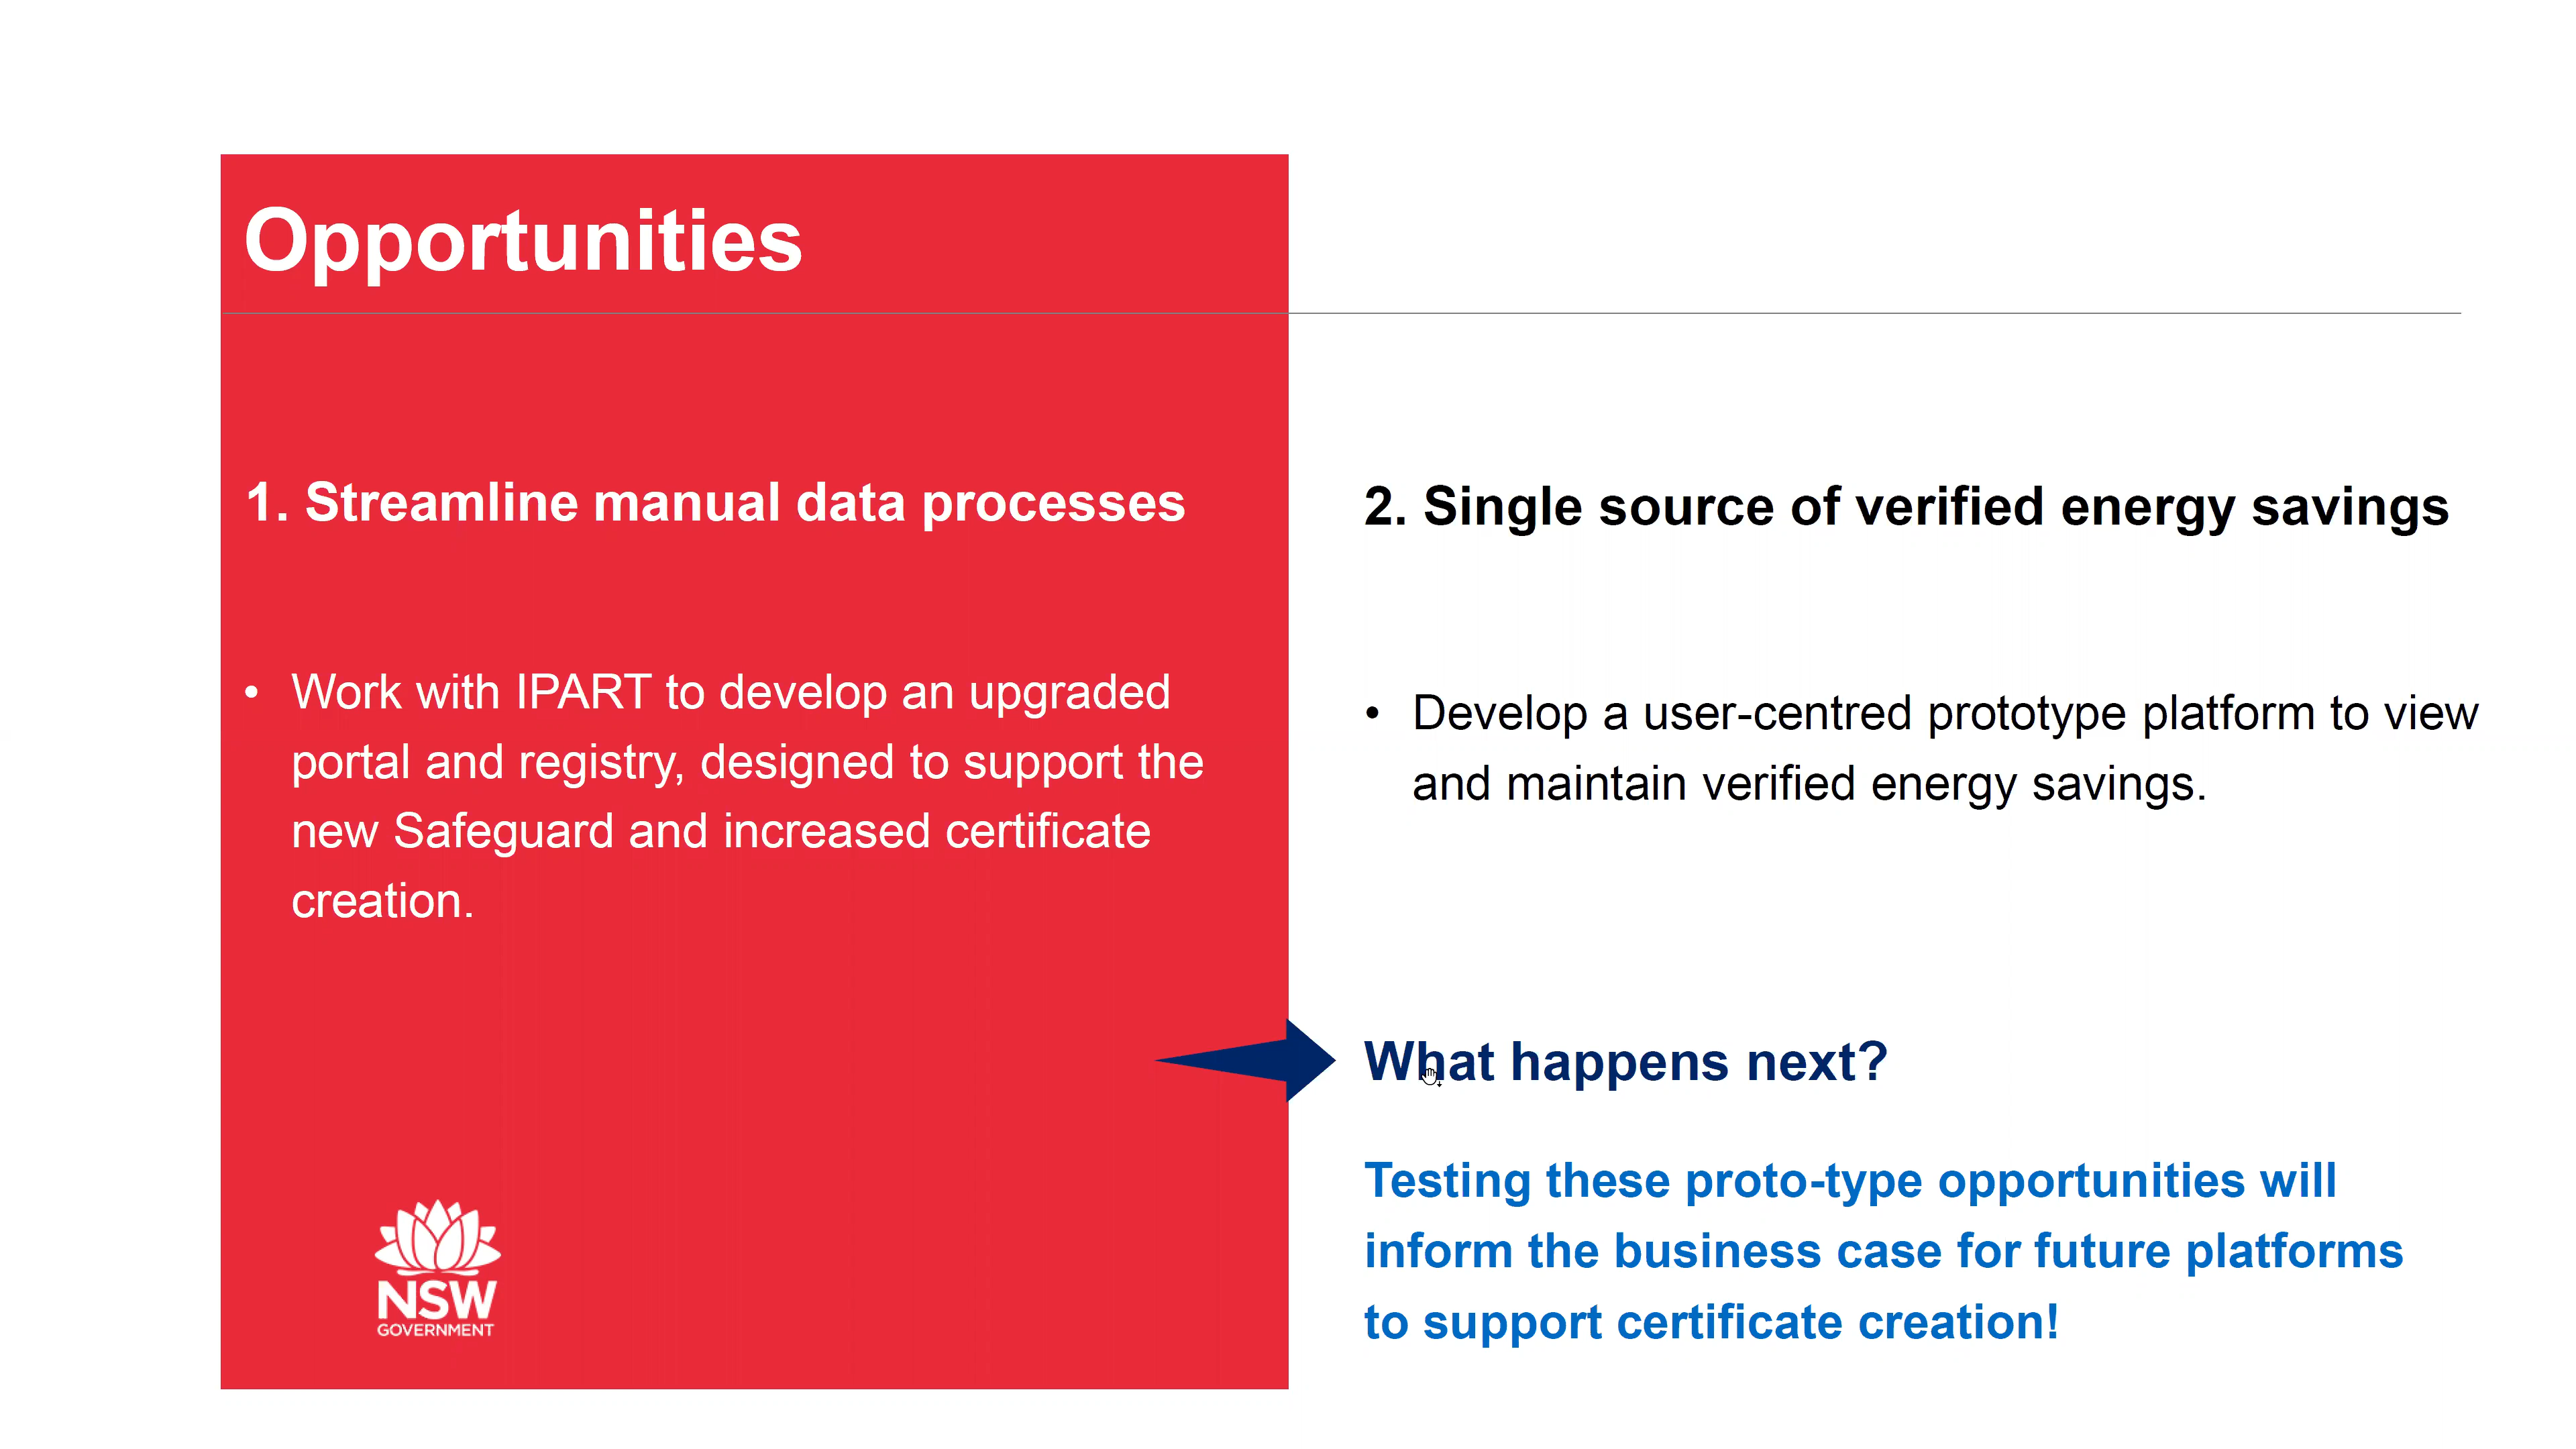 Opportunities
1. Streamline manual data processes
• Work with IPART to develop an upgraded
portal and registry, designed to support the
new Safeguard and increased certificate
creation.
NSW
GOVERNMENT
2. Single source of verified energy savings
• Develop a user-centred prototype platform to view
and maintain verified energy savings.
What happens next?
Testing these proto-type opportunities will
inform the business case for future platforms
to support certificate creation!